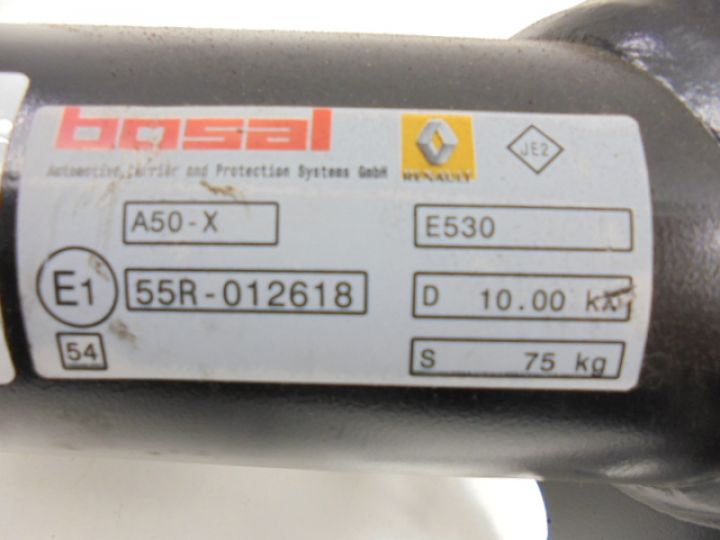 bosal
Automotive Carrier and Protection Systems GmbH
RENAULT
JE2
A50-X
E530
E1
55R-012618
D 10.00 kN
54
S 75 kg